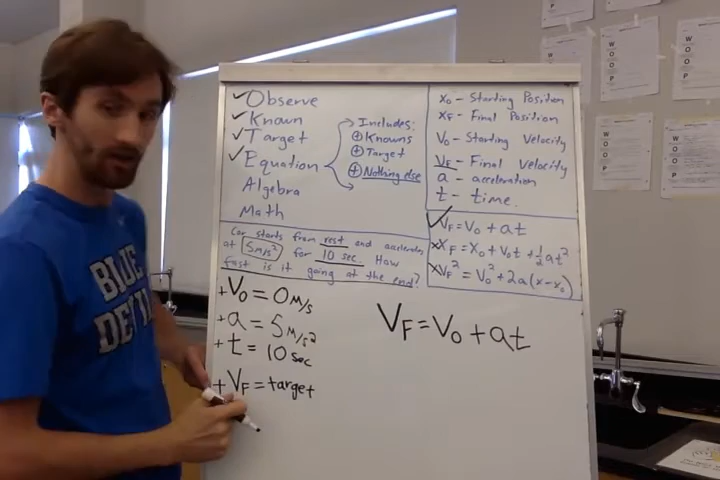 ✓Observe
✓Known
✓Target
✓Equation
Algebra
Math
Includes:
⊕Knowns
⊕Target
⊕Nothing else
X₀ - Starting Position
X_F - Final Position
V₀ - Starting Velocity
V_F - Final Velocity
a - acceleration
t - time.
✓V_F = V₀ + at
×X_F = X₀ + V₀t + ½at²
×V_F² = V₀² + 2a(x-x₀)
Car starts from rest and accelerates
at 5m/s² for 10 sec. How
fast is it going at the end?
+V₀ = 0 m/s
+a = 5 m/s²
+t = 10 sec
+V_F = target
V_F = V₀ + at
BLUE
DEVIL
W
O
O
P
W
O
O
P
W
O
O
P